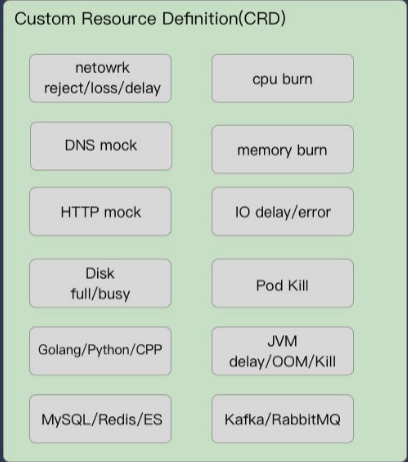 Custom Resource Definition(CRD)
netowrk
reject/loss/delay
cpu burn
DNS mock
memory burn
HTTP mock
IO delay/error
Disk
full/busy
Pod Kill
Golang/Python/CPP
JVM
delay/OOM/Kill
MySQL/Redis/ES
Kafka/RabbitMQ